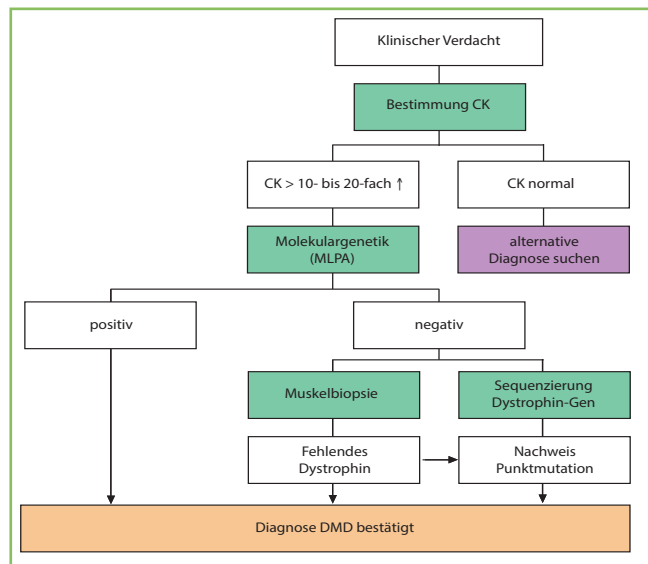 Klinischer Verdacht
Bestimmung CK
CK > 10- bis 20-fach ↑
CK normal
Molekulargenetik
(MLPA)
alternative
Diagnose suchen
positiv
negativ
Muskelbiopsie
Sequenzierung
Dystrophin-Gen
Fehlendes
Dystrophin
Nachweis
Punktmutation
Diagnose DMD bestätigt